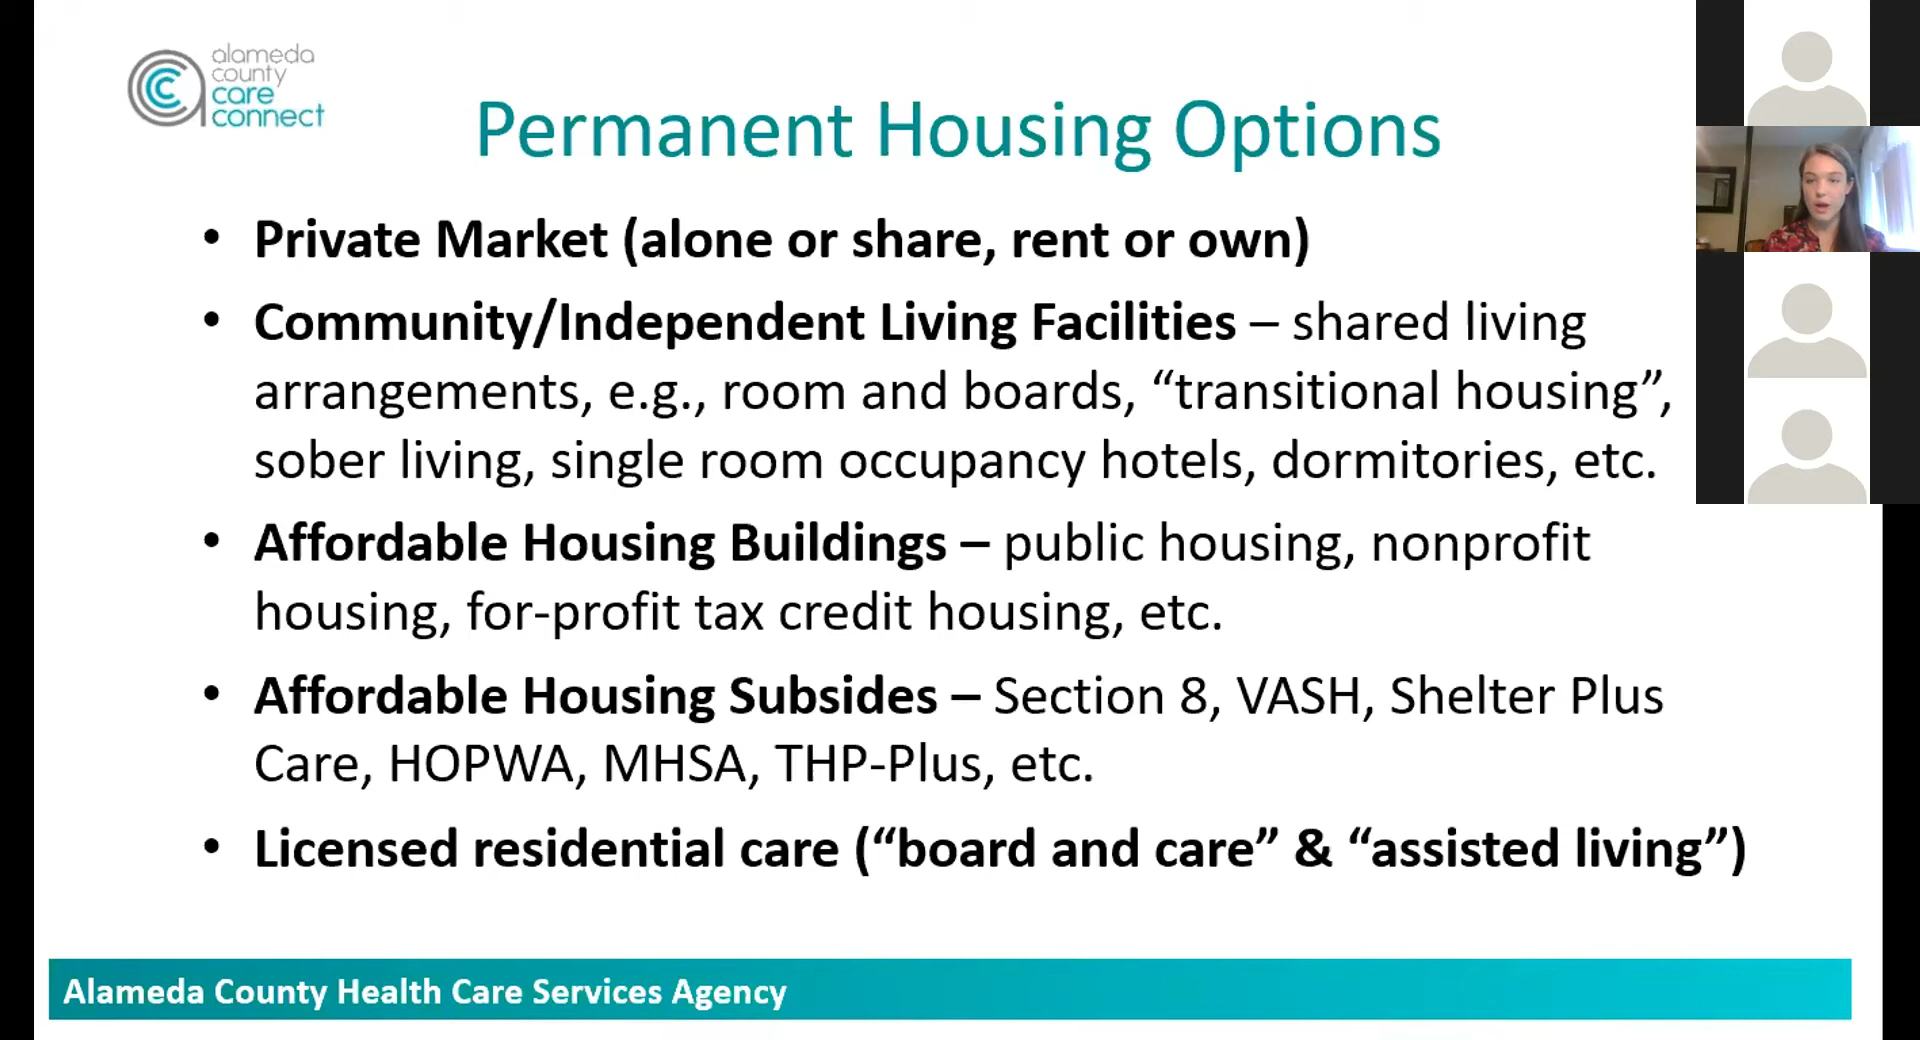 alameda
county
care
connect
Permanent Housing Options
• Private Market (alone or share, rent or own)
• Community/Independent Living Facilities – shared living
arrangements, e.g., room and boards, “transitional housing”,
sober living, single room occupancy hotels, dormitories, etc.
• Affordable Housing Buildings – public housing, nonprofit
housing, for-profit tax credit housing, etc.
• Affordable Housing Subsides – Section 8, VASH, Shelter Plus
Care, HOPWA, MHSA, THP-Plus, etc.
• Licensed residential care (“board and care” & “assisted living”)
Alameda County Health Care Services Agency